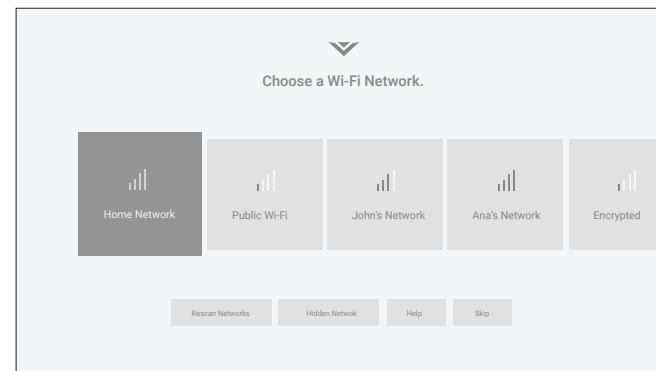 Choose a Wi-Fi Network.
Home Network
Public Wi-Fi
John's Network
Ana's Network
Encrypted
Rescan Networks
Hidden Netwok
Help
Skip